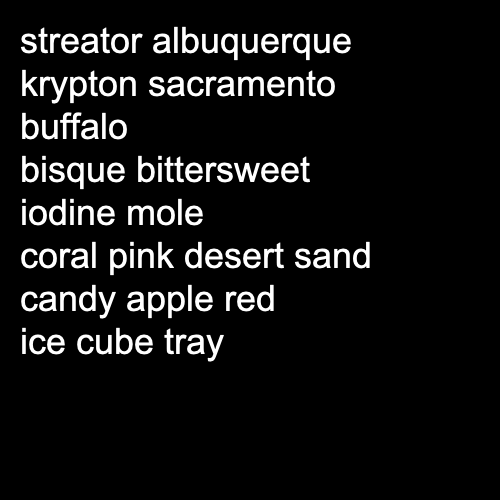 streator albuquerque
krypton sacramento
buffalo
bisque bittersweet
iodine mole
coral pink desert sand
candy apple red
ice cube tray